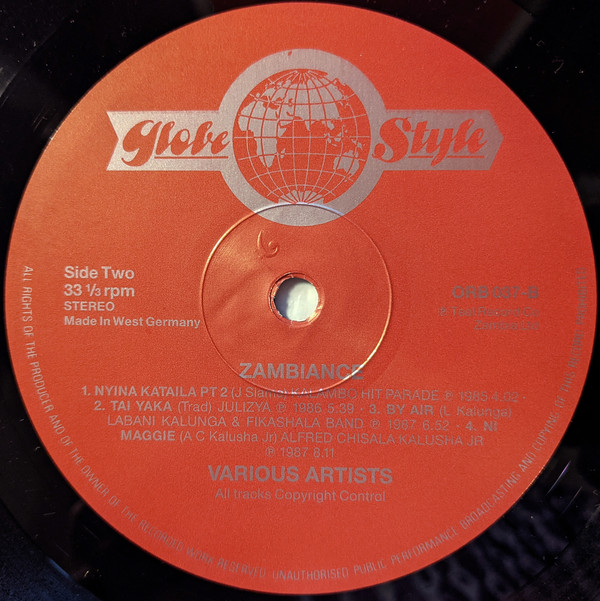 Globe Style
Side Two
33 ⅓ rpm
STEREO
Made In West Germany
ZAMBIANCE
1. NYINA KATAILA PT 2 (J Siame) KALAMBO HIT PARADE ℗ 1985 4.12 ·
2. TAI YAKA (Trad) JULIZYA ℗ 1986 5.39 · 3. BY AIR (L Kalunga)
LABANI KALUNGA & FIKASHALA BAND ℗ 1987 6.52 · 4. NI
MAGGIE (A C Kalusha Jr) ALFRED CHISALA KALUSHA JR
℗ 1987 8.11
VARIOUS ARTISTS
All tracks Copyright Control
ALL RIGHTS OF THE PRODUCER AND OF THE OWNER OF THE RECORDED WORK RESERVED · UNAUTHORISED PUBLIC PERFORMANCE, BROADCASTING AND COPYING OF THIS RECORD